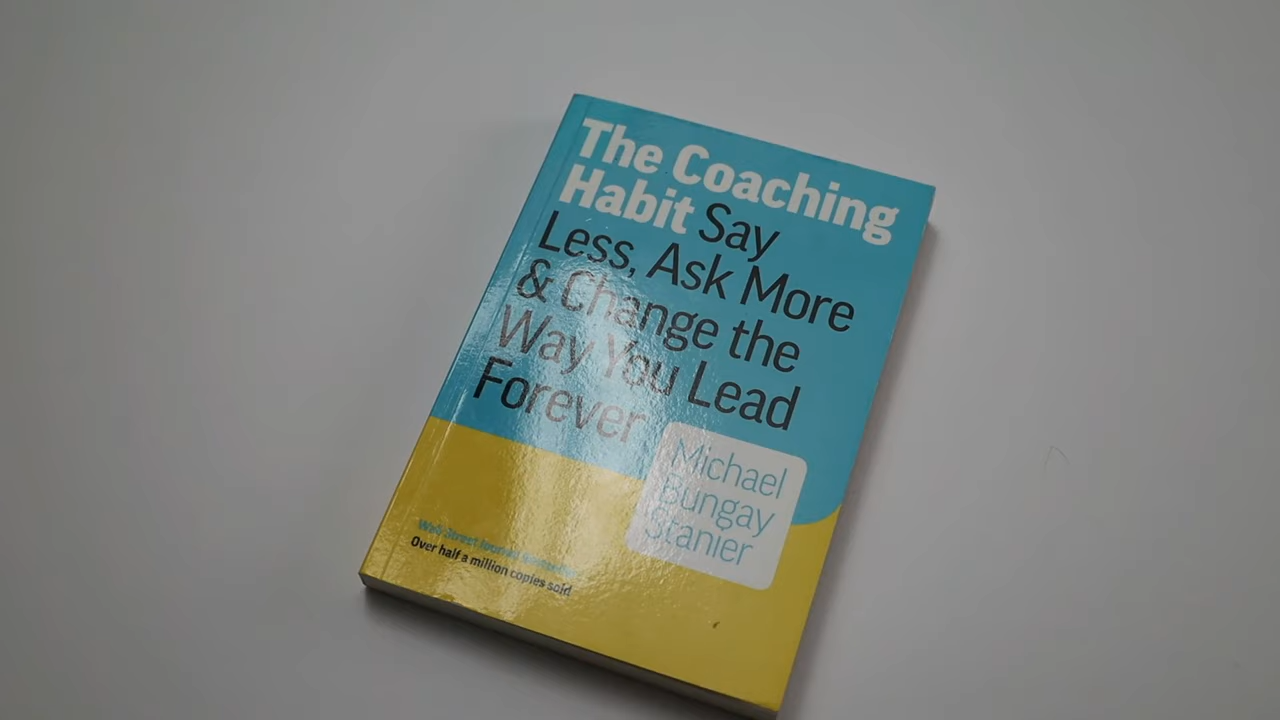 The Coaching
Habit Say
Less, Ask More
& Change the
Way You Lead
Forever
Michael
Bungay
Stanier
Wall Street Journal Bestseller
Over half a million copies sold